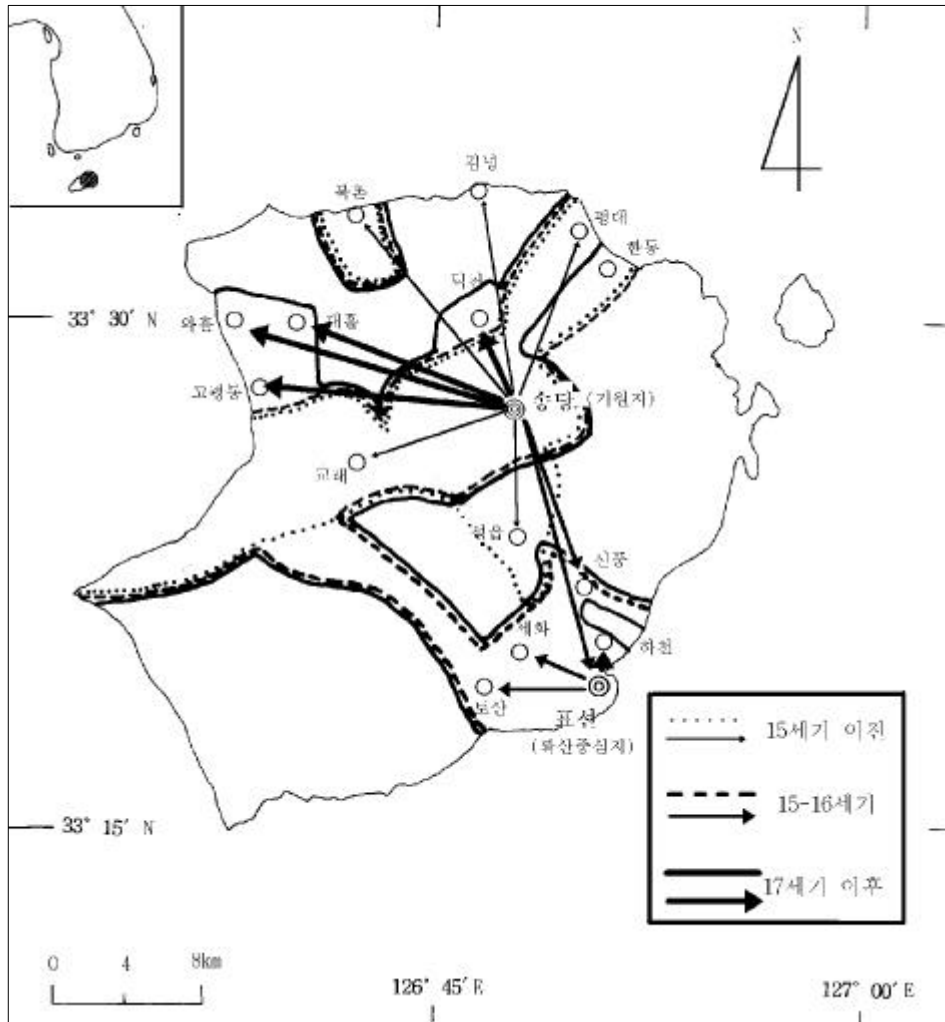 N
김녕
북촌
평대
한동
덕천
33° 30′ N
와흘
대흘
고평동
송당 (기원지)
교래
성읍
신풍
세화
하천
토산
표선
(확산중심지)
15세기 이전
15-16세기
17세기 이후
33° 15′ N
0 4 8km
126° 45′ E
127° 00′ E